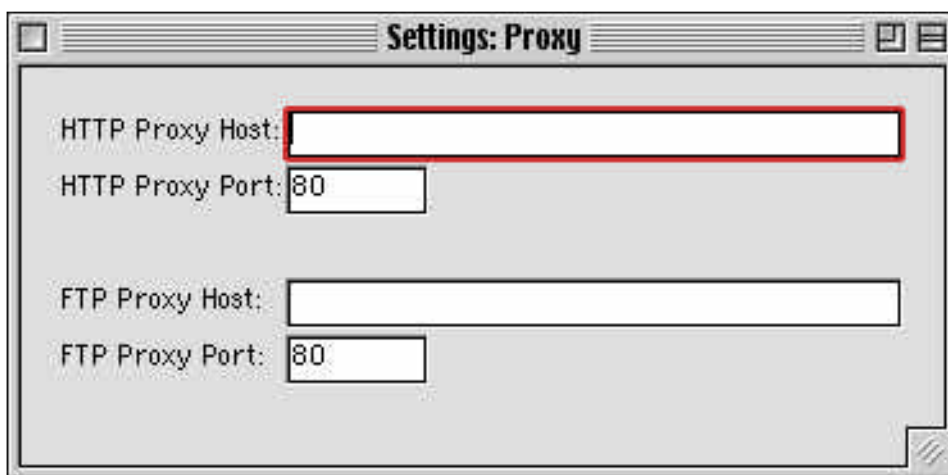 Settings: Proxy
HTTP Proxy Host:
HTTP Proxy Port: 80
FTP Proxy Host:
FTP Proxy Port: 80